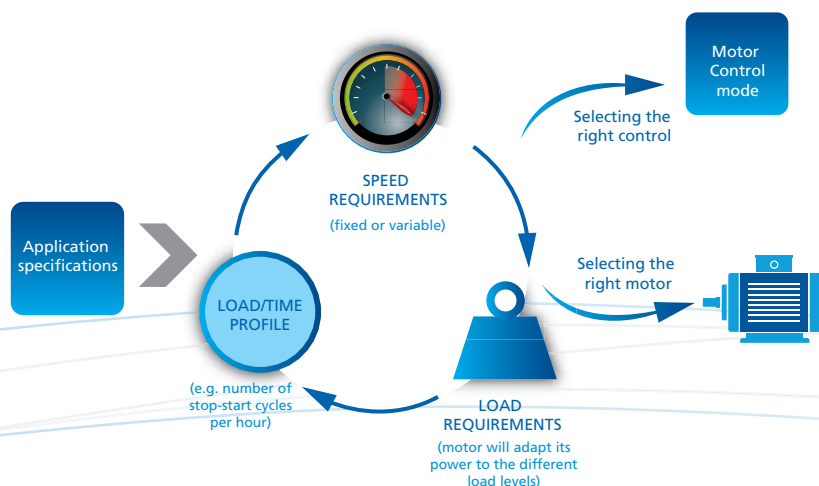 Motor
Control
mode
Selecting the
right control
SPEED
REQUIREMENTS
(fixed or variable)
Application
specifications
Selecting the
right motor
LOAD/TIME
PROFILE
(e.g. number of
stop-start cycles
per hour)
LOAD
REQUIREMENTS
(motor will adapt its
power to the different
load levels)